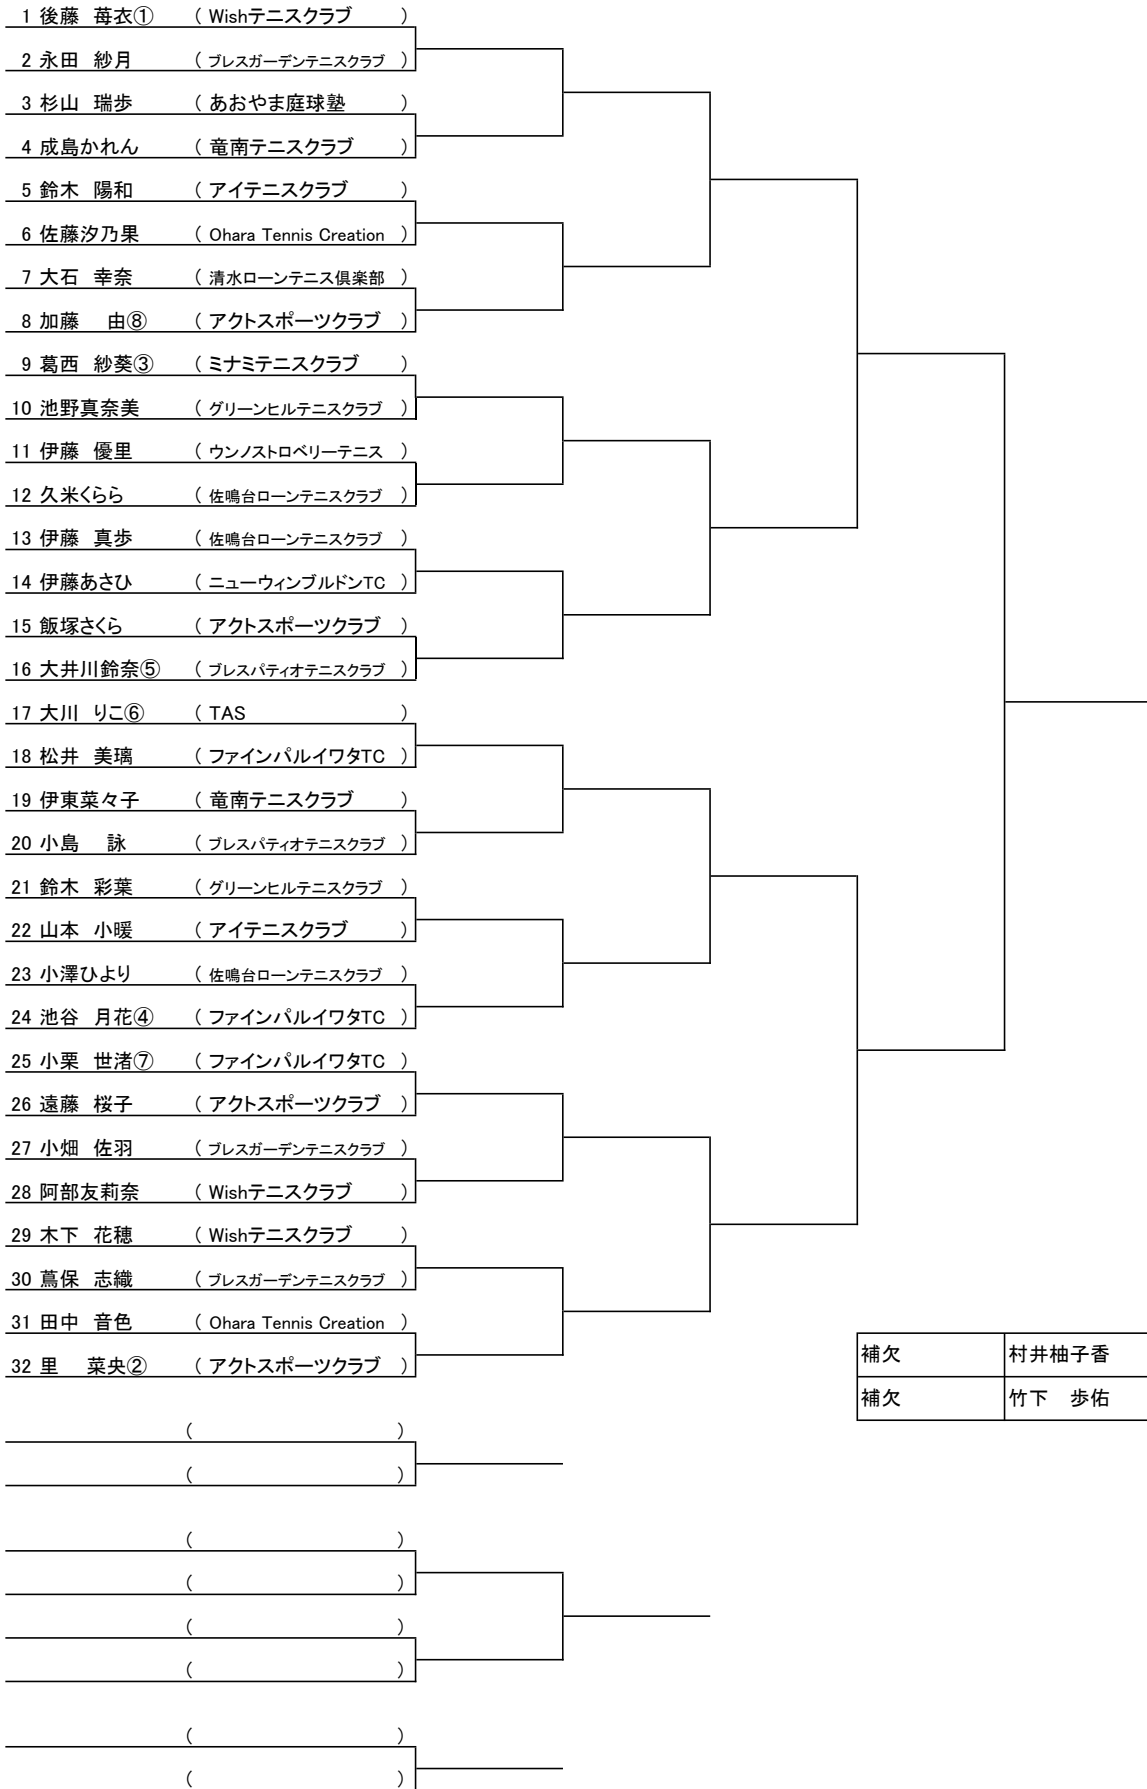 1 後藤　苺衣① ( Wishテニスクラブ )
2 永田　紗月 ( ブレスガーデンテニスクラブ )
3 杉山　瑞歩 ( あおやま庭球塾 )
4 成島かれん ( 竜南テニスクラブ )
5 鈴木　陽和 ( アイテニスクラブ )
6 佐藤汐乃果 ( Ohara Tennis Creation )
7 大石　幸奈 ( 清水ローンテニス倶楽部 )
8 加藤　由⑧ ( アクトスポーツクラブ )
9 葛西　紗葵③ ( ミナミテニスクラブ )
10 池野真奈美 ( グリーンヒルテニスクラブ )
11 伊藤　優里 ( ウンノストロベリーテニス )
12 久米くらら ( 佐鳴台ローンテニスクラブ )
13 伊藤　真歩 ( 佐鳴台ローンテニスクラブ )
14 伊藤あさひ ( ニューウィンブルドンTC )
15 飯塚さくら ( アクトスポーツクラブ )
16 大井川鈴奈⑤ ( ブレスパティオテニスクラブ )
17 大川　りこ⑥ ( TAS )
18 松井　美璃 ( ファインパルイワタTC )
19 伊東菜々子 ( 竜南テニスクラブ )
20 小島　詠 ( ブレスパティオテニスクラブ )
21 鈴木　彩葉 ( グリーンヒルテニスクラブ )
22 山本　小暖 ( アイテニスクラブ )
23 小澤ひより ( 佐鳴台ローンテニスクラブ )
24 池谷　月花④ ( ファインパルイワタTC )
25 小栗　世渚⑦ ( ファインパルイワタTC )
26 遠藤　桜子 ( アクトスポーツクラブ )
27 小畑　佐羽 ( ブレスガーデンテニスクラブ )
28 阿部友莉奈 ( Wishテニスクラブ )
29 木下　花穂 ( Wishテニスクラブ )
30 蔦保　志織 ( ブレスガーデンテニスクラブ )
31 田中　音色 ( Ohara Tennis Creation )
32 里　菜央② ( アクトスポーツクラブ )
補欠 村井柚子香
補欠 竹下　歩佑
( )
( )
( )
( )
( )
( )
( )
( )